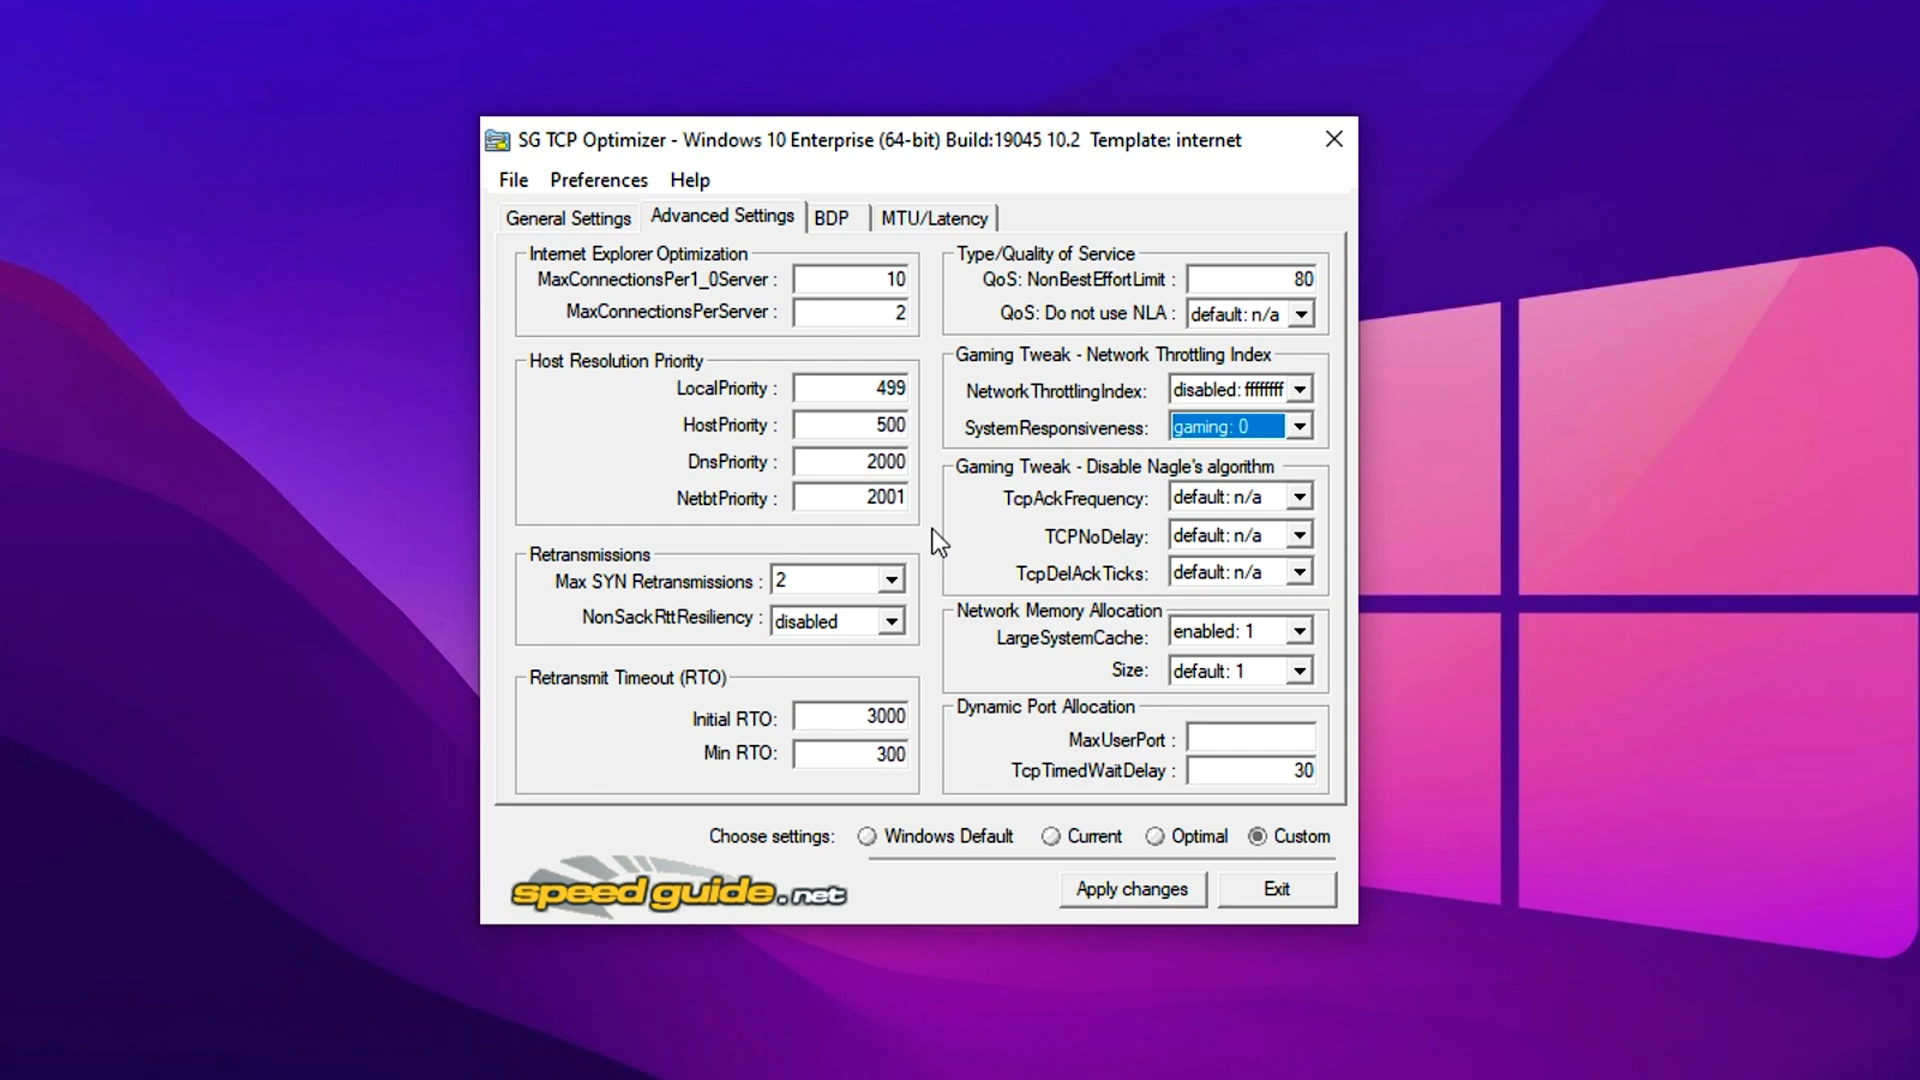 SG TCP Optimizer - Windows 10 Enterprise (64-bit) Build:19045 10.2  Template: internet
File Preferences Help
General Settings Advanced Settings BDP MTU/Latency
Internet Explorer Optimization
MaxConnectionsPer1_0Server : 10
MaxConnectionsPerServer : 2
Host Resolution Priority
LocalPriority : 499
HostPriority : 500
DnsPriority : 2000
NetbtPriority : 2001
Retransmissions
Max SYN Retransmissions : 2
NonSackRttResiliency : disabled
Retransmit Timeout (RTO)
Initial RTO: 3000
Min RTO: 300
Type/Quality of Service
QoS: NonBestEffortLimit : 80
QoS: Do not use NLA : default: n/a
Gaming Tweak - Network Throttling Index
NetworkThrottlingIndex: disabled: ffffffff
SystemResponsiveness: gaming: 0
Gaming Tweak - Disable Nagle's algorithm
TcpAckFrequency: default: n/a
TCPNoDelay: default: n/a
TcpDelAckTicks: default: n/a
Network Memory Allocation
LargeSystemCache: enabled: 1
Size: default: 1
Dynamic Port Allocation
MaxUserPort :
TcpTimedWaitDelay : 30
Choose settings: Windows Default Current Optimal Custom
speedguide.net
Apply changes Exit